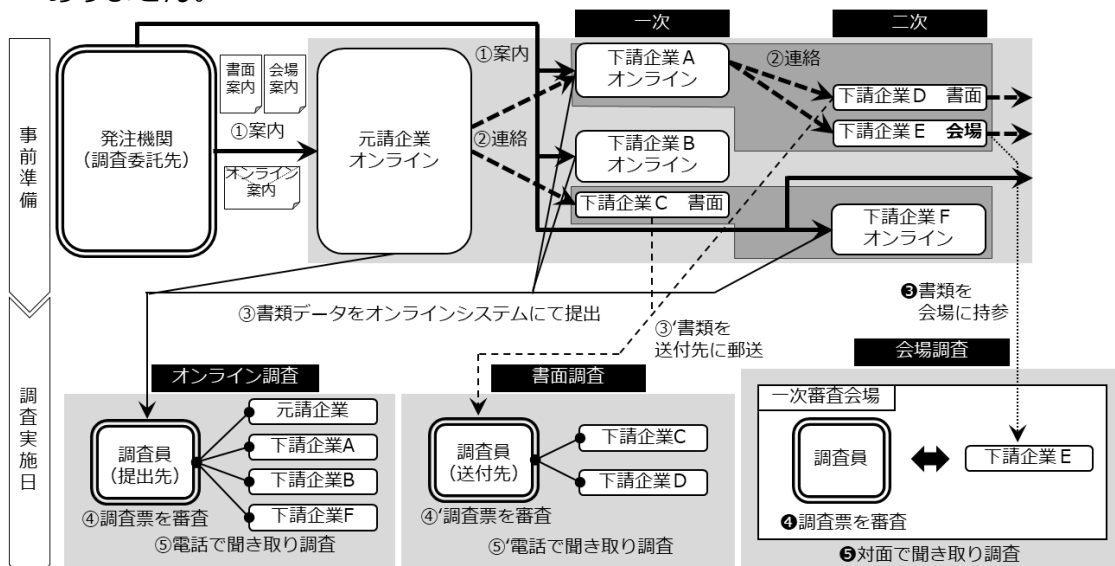 ありません。
一次
二次
事前準備
発注機関
（調査委託先）
書面
案内
会場
案内
①案内
オンライン
案内
元請企業
オンライン
①案内
②連絡
下請企業Ａ
オンライン
下請企業Ｂ
オンライン
下請企業Ｃ　書面
②連絡
下請企業Ｄ　書面
下請企業Ｅ　会場
下請企業Ｆ
オンライン
③書類データをオンラインシステムにて提出
③’書類を
送付先に郵送
❸書類を
会場に持参
調査実施日
オンライン調査
調査員
（提出先）
元請企業
下請企業A
下請企業B
下請企業F
④調査票を審査
⑤電話で聞き取り調査
書面調査
調査員
（送付先）
下請企業C
下請企業D
④’調査票を審査
⑤’電話で聞き取り調査
会場調査
一次審査会場
調査員
下請企業Ｅ
❹調査票を審査
❺対面で聞き取り調査